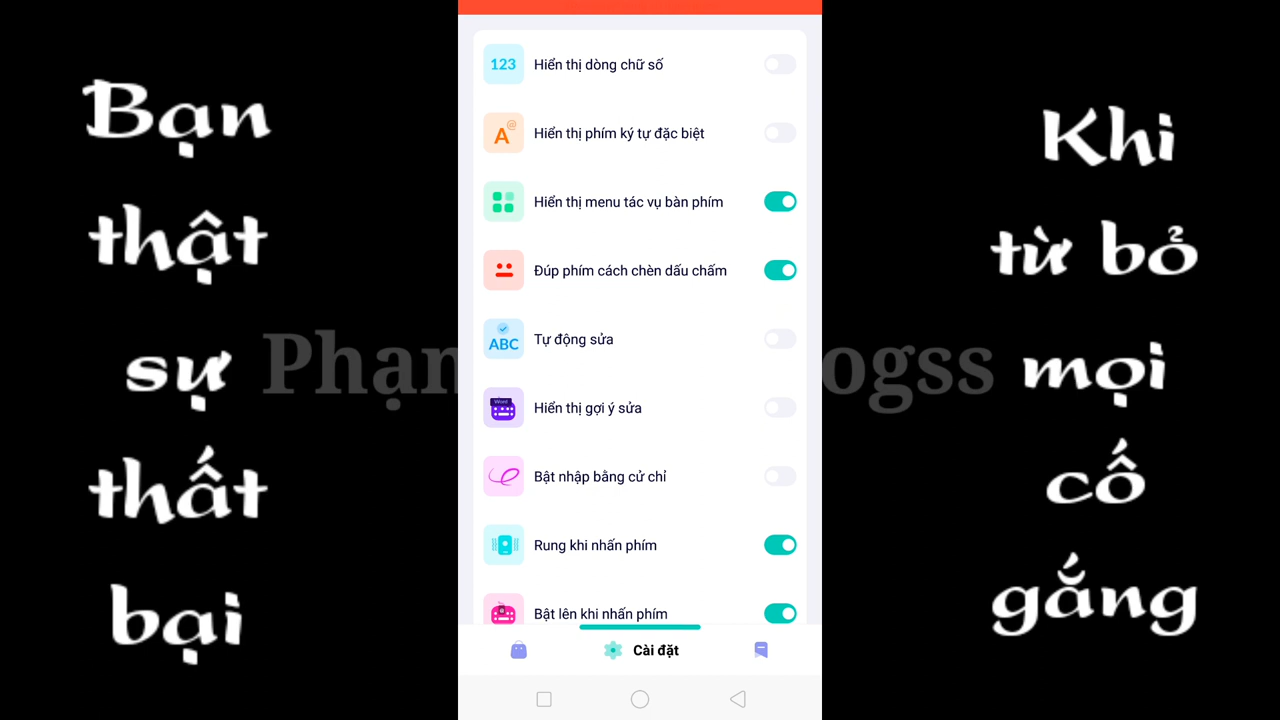 Bạn
thật
sự
thất
bại
123
Hiển thị dòng chữ số
A@
Hiển thị phím ký tự đặc biệt
Hiển thị menu tác vụ bàn phím
Đúp phím cách chèn dấu chấm
ABC
Tự động sửa
Word
Hiển thị gợi ý sửa
Bật nhập bằng cử chỉ
Rung khi nhấn phím
Bật lên khi nhấn phím
Cài đặt
Khi
từ bỏ
mọi
cố
gắng